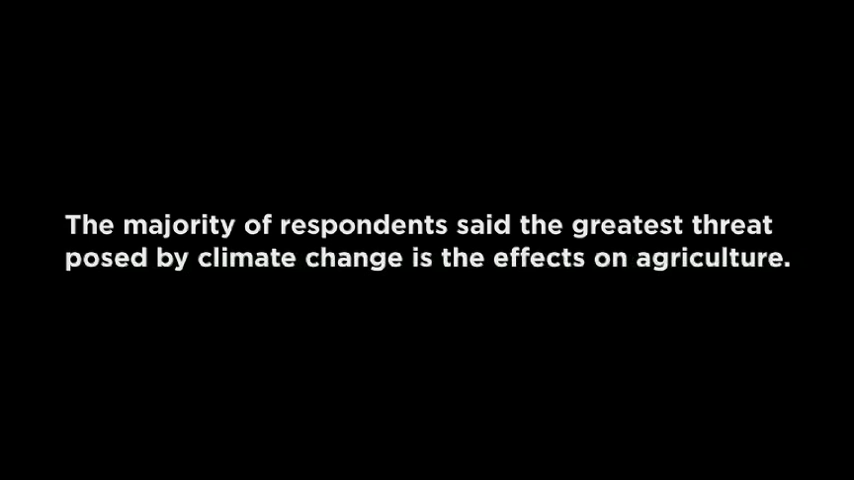 The majority of respondents said the greatest threat
posed by climate change is the effects on agriculture.